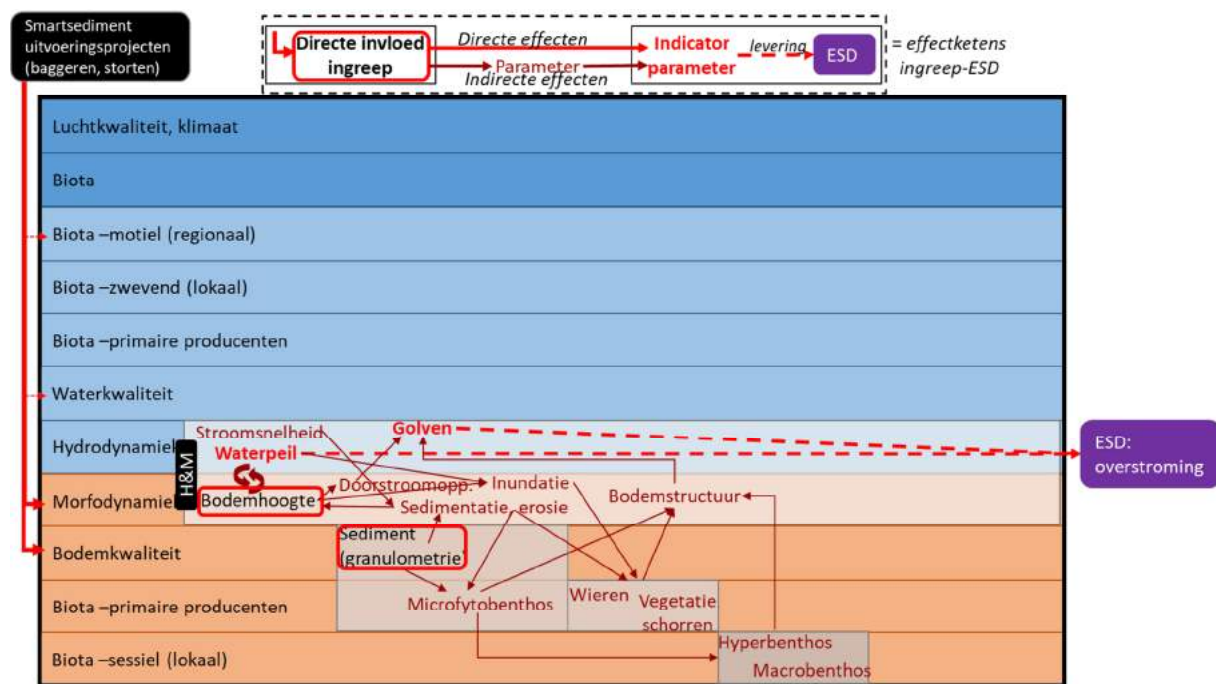 Smartsediment
uitvoeringsprojecten
(baggeren, storten)
Directe invloed
ingreep
Directe effecten
Parameter
Indirecte effecten
Indicator
parameter
levering
ESD
= effectketens
ingreep-ESD
Luchtkwaliteit, klimaat
Biota
Biota –motiel (regionaal)
Biota –zwevend (lokaal)
Biota –primaire producenten
Waterkwaliteit
Hydrodynamiek
H&M
Stroomsnelheid
Waterpeil
Golven
ESD:
overstroming
Morfodynamie
Bodemhoogte
Doorstroomopp.
Inundatie
Sedimentatie, erosie
Bodemstructuur
Bodemkwaliteit
Sediment
(granulometrie
Biota –primaire producenten
Microfytobenthos
Wieren
Vegetatie
schorren
Biota –sessiel (lokaal)
Hyperbenthos
Macrobenthos